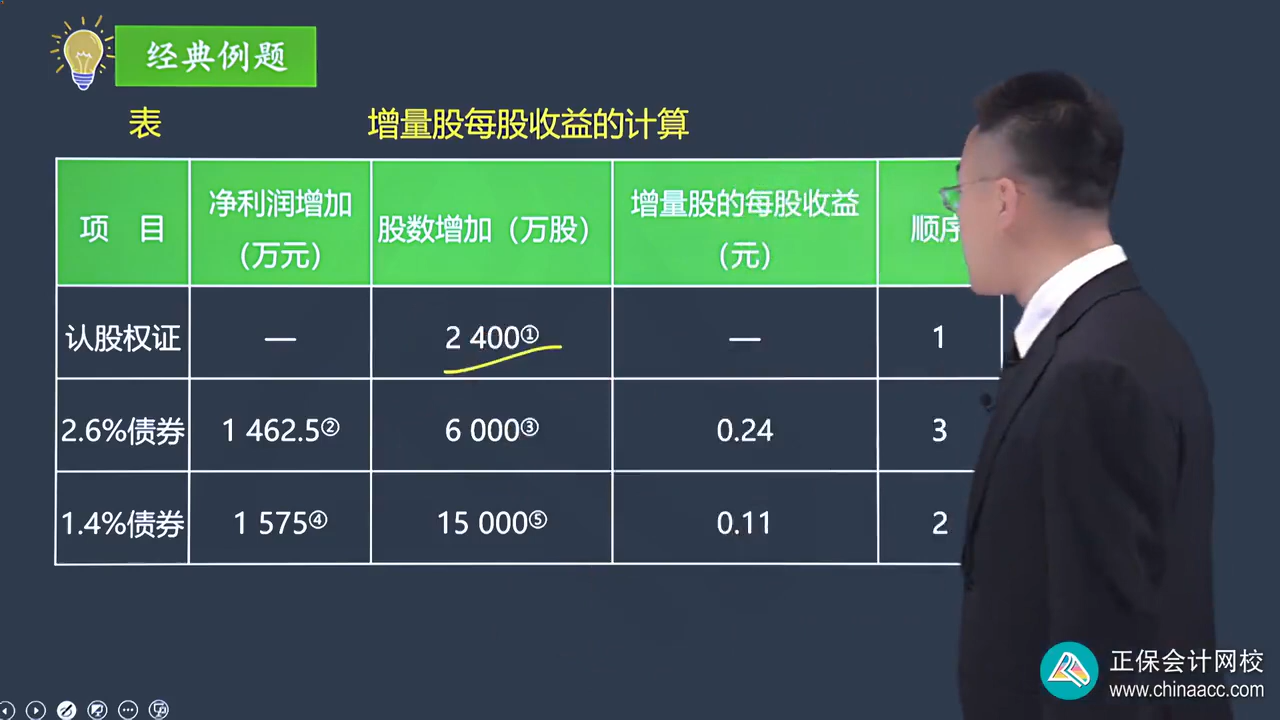 经典例题
表 增量股每股收益的计算
项 目 净利润增加（万元） 股数增加（万股） 增量股的每股收益（元） 顺序
认股权证 — 2 400① — 1
2.6%债券 1 462.5② 6 000③ 0.24 3
1.4%债券 1 575④ 15 000⑤ 0.11 2
正保会计网校
www.chinaacc.com